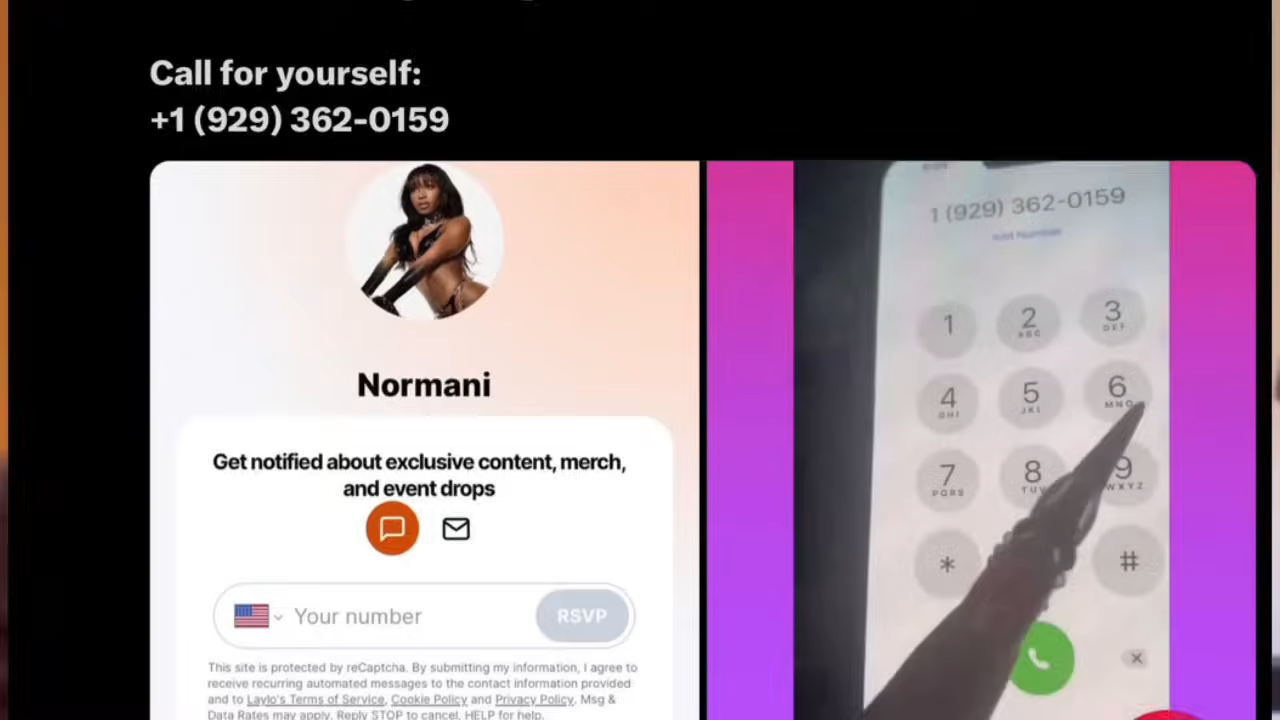 Call for yourself:
+1 (929) 362-0159
Normani
Get notified about exclusive content, merch,
and event drops
Your number
RSVP
This site is protected by reCaptcha. By submitting my information, I agree to
receive recurring automated messages to the contact information provided
and to Laylo's Terms of Service, Cookie Policy and Privacy Policy. Msg &
Data Rates may apply. Reply STOP to cancel, HELP for help.
1 (929) 362-0159
Add Number
1
2
ABC
3
DEF
4
GHI
5
JKL
6
MNO
7
PQRS
8
TUV
9
WXYZ
*
#